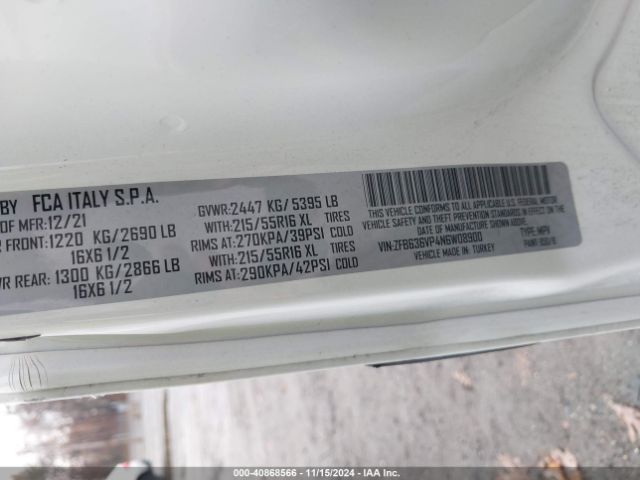 BY FCA ITALY S.P.A.
OF MFR: 12/21
GVWR: 2447 KG/ 5395 LB
FRONT: 1220 KG/2690 LB
WITH: 215/55R16 XL TIRES
16X6 1/2
RIMS AT: 270KPA/39PSI COLD
WR REAR: 1300 KG/2866 LB
WITH: 215/55R16 XL TIRES
16X6 1/2
RIMS AT: 290KPA/42PSI COLD
THIS VEHICLE CONFORMS TO ALL APPLICABLE U.S. FEDERAL MOTOR
VEHICLE SAFETY STANDARDS IN EFFECT ON THE
DATE OF MANUFACTURE SHOWN ABOVE.
VIN: ZFB636VP4N6W08900
TYPE: MPV
VEHICLE MADE IN: TURKEY
PAINT:
000-40868566 - 11/15/2024 - IAA Inc.